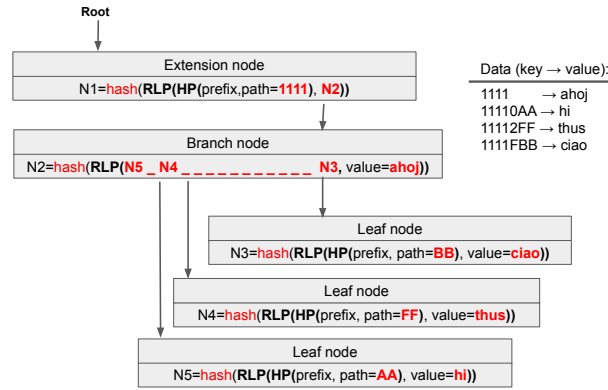 Root
Extension node
N1=hash(RLP(HP(prefix,path=1111), N2))
Data (key → value):
1111 → ahoj
11110AA → hi
11112FF → thus
1111FBB → ciao
Branch node
N2=hash(RLP(N5 _ N4 _ _ _ _ _ _ _ _ _ _ _ _ N3, value=ahoj))
Leaf node
N3=hash(RLP(HP(prefix, path=BB), value=ciao))
Leaf node
N4=hash(RLP(HP(prefix, path=FF), value=thus))
Leaf node
N5=hash(RLP(HP(prefix, path=AA), value=hi))